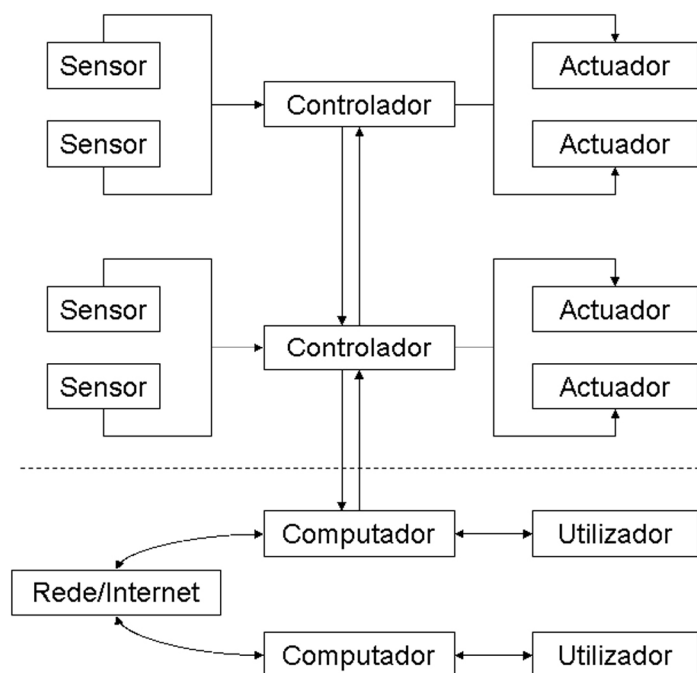 Sensor
Controlador
Actuador
Sensor
Actuador
Sensor
Controlador
Actuador
Sensor
Actuador
Computador
Utilizador
Rede/Internet
Computador
Utilizador